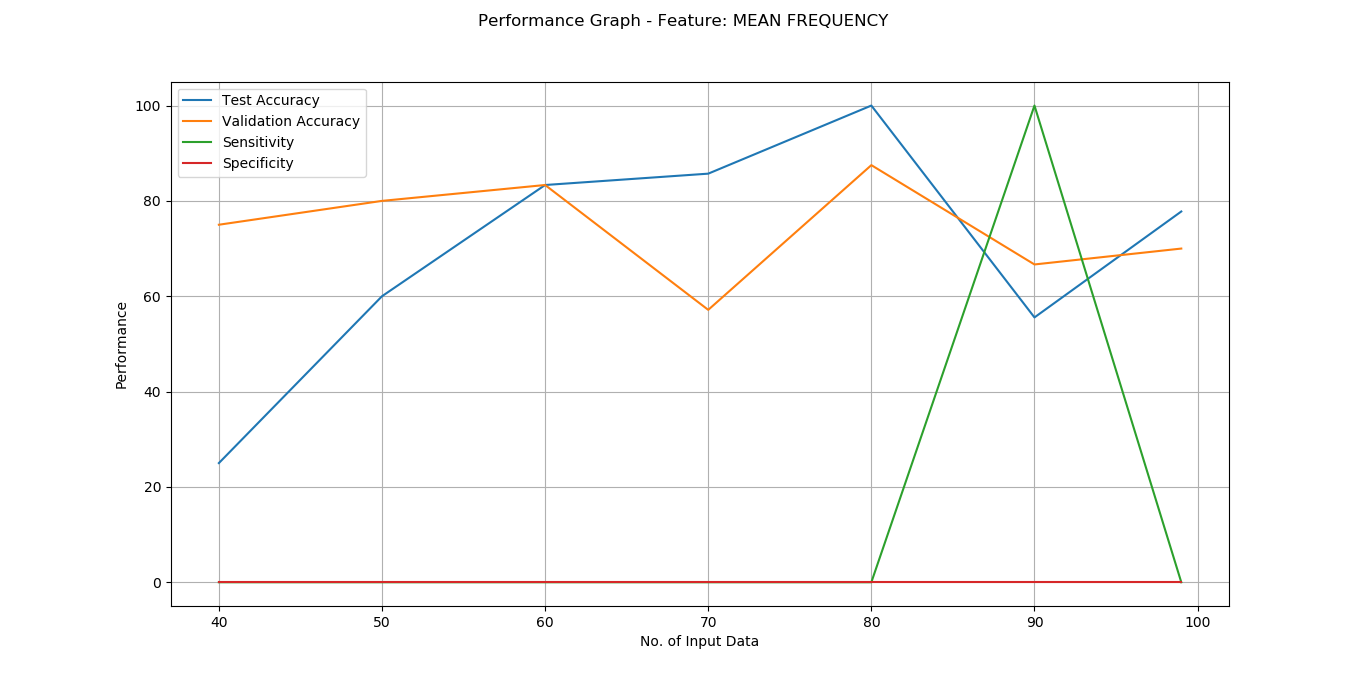 Performance Graph - Feature: MEAN FREQUENCY
Test Accuracy
Validation Accuracy
Sensitivity
Specificity
100
80
60
40
20
0
Performance
40 50 60 70 80 90 100
No. of Input Data